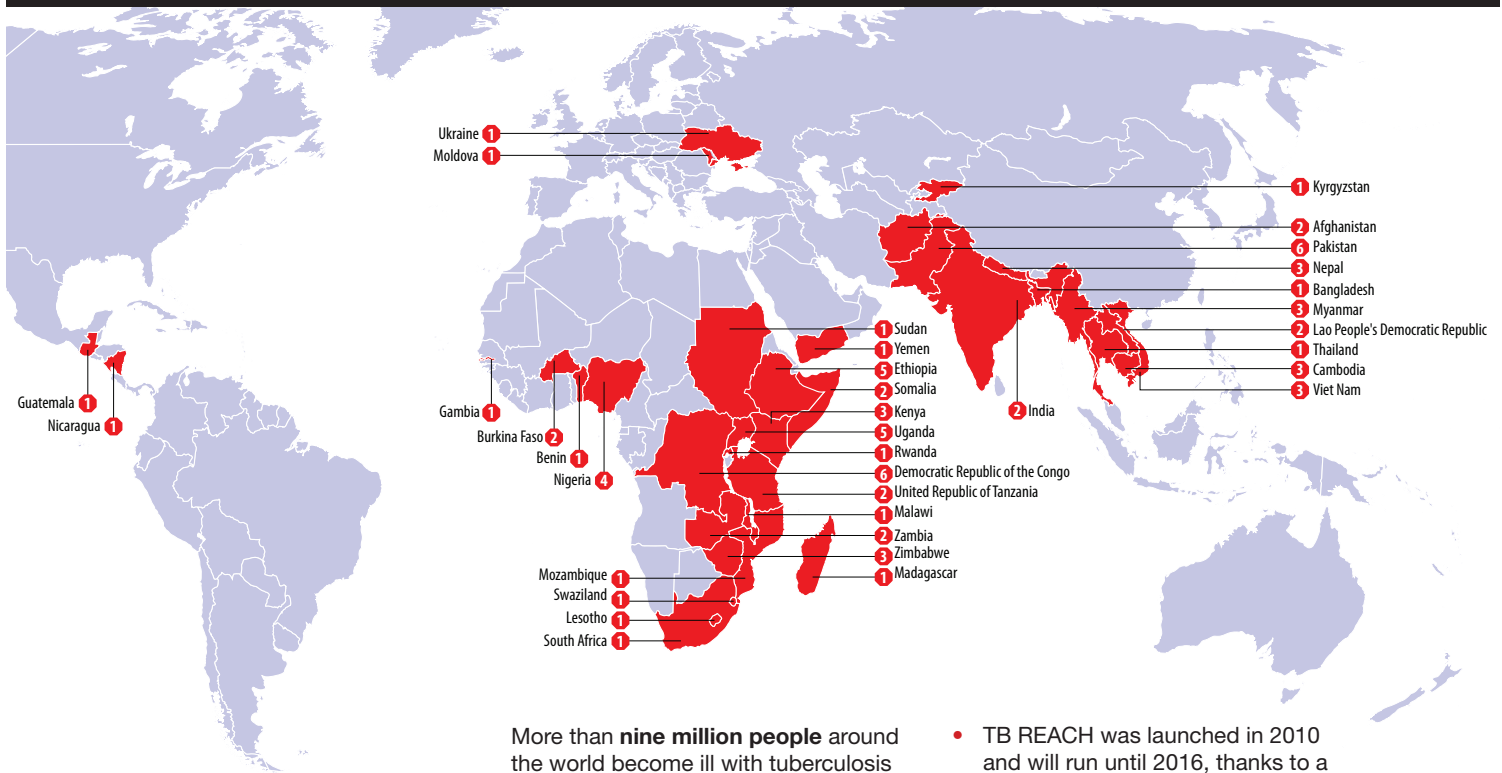 Ukraine 1
Moldova 1
1 Kyrgyzstan
2 Afghanistan
6 Pakistan
3 Nepal
1 Bangladesh
3 Myanmar
2 Lao People's Democratic Republic
1 Thailand
3 Cambodia
3 Viet Nam
2 India
Guatemala 1
Nicaragua 1
Gambia 1
Burkina Faso 2
Benin 1
Nigeria 4
1 Sudan
1 Yemen
5 Ethiopia
2 Somalia
3 Kenya
5 Uganda
1 Rwanda
6 Democratic Republic of the Congo
2 United Republic of Tanzania
1 Malawi
2 Zambia
3 Zimbabwe
1 Madagascar
Mozambique 1
Swaziland 1
Lesotho 1
South Africa 1
More than nine million people around
the world become ill with tuberculosis
• TB REACH was launched in 2010
and will run until 2016, thanks to a